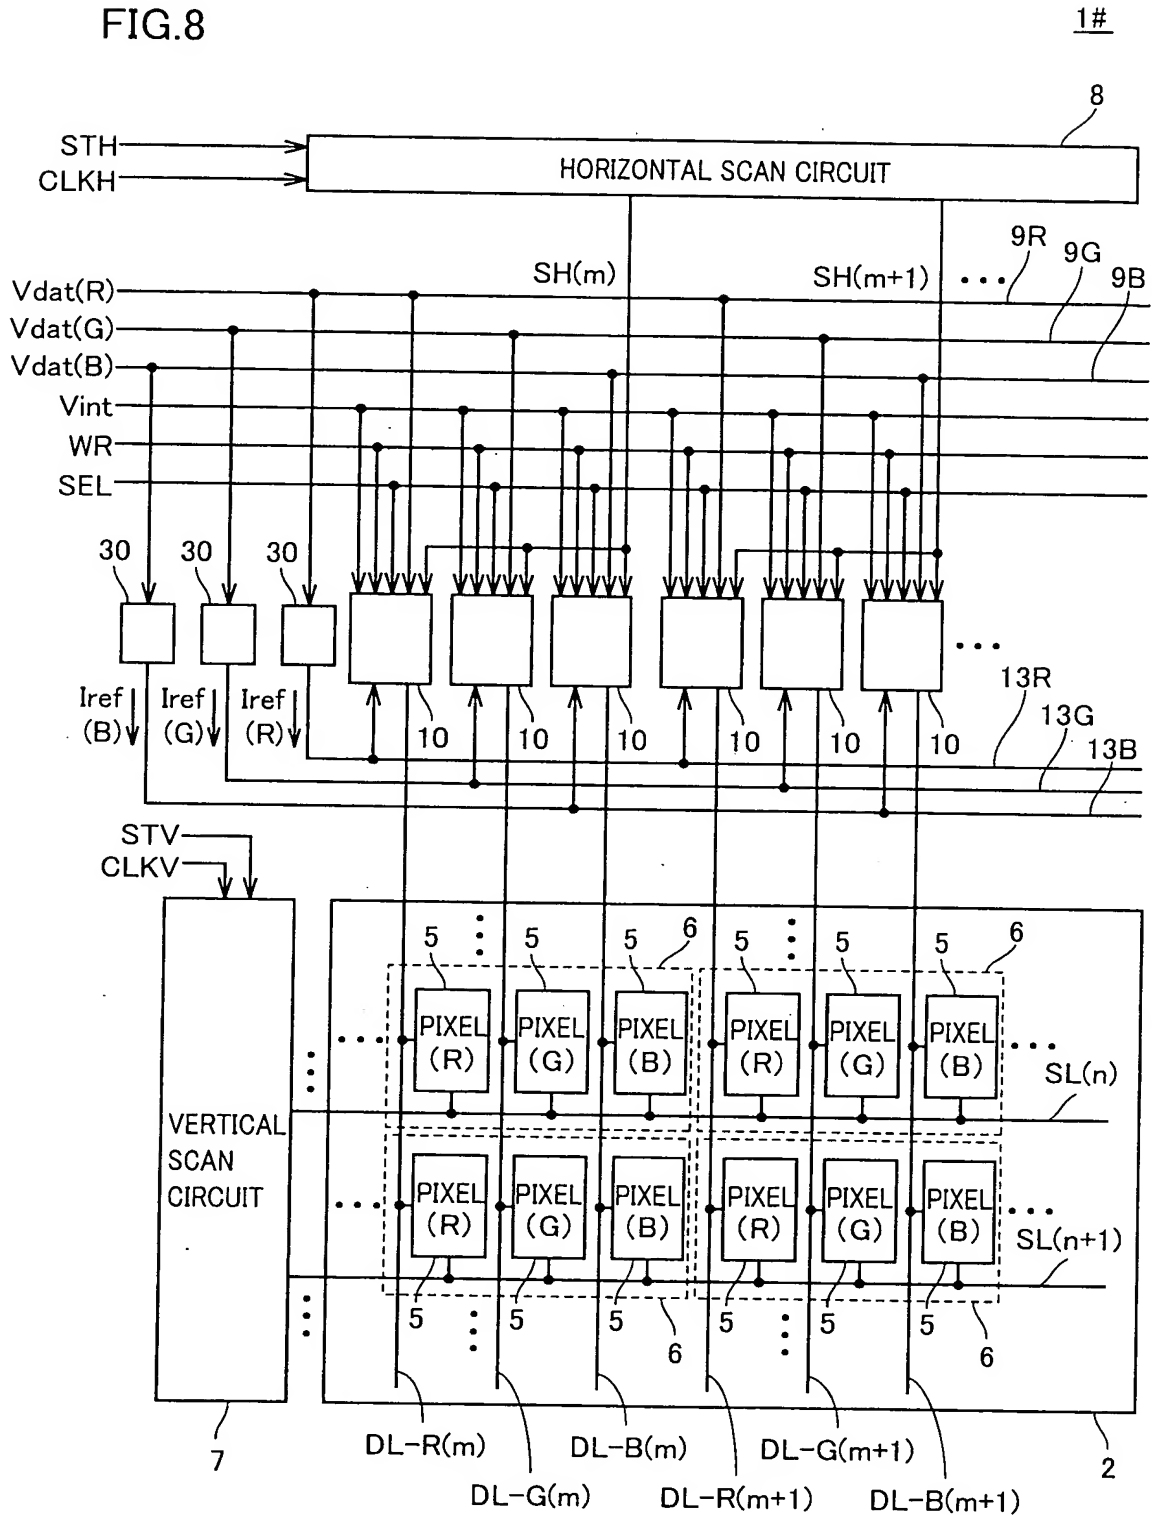 FIG.8
1#
8
STH
CLKH
HORIZONTAL SCAN CIRCUIT
9R
9G
9B
SH(m)
SH(m+1)
Vdat(R)
Vdat(G)
Vdat(B)
Vint
WR
SEL
30 30 30
Iref (B)
Iref (G)
Iref (R)
10 10 10 10 10 10
13R
13G
13B
STV
CLKV
5 5 5 6 5 5 5 6
PIXEL (R)
PIXEL (G)
PIXEL (B)
PIXEL (R)
PIXEL (G)
PIXEL (B)
SL(n)
VERTICAL
SCAN
CIRCUIT
PIXEL (R)
PIXEL (G)
PIXEL (B)
PIXEL (R)
PIXEL (G)
PIXEL (B)
SL(n+1)
5 5 5 6 5 5 5 6
7
DL-R(m)
DL-G(m)
DL-B(m)
DL-R(m+1)
DL-G(m+1)
DL-B(m+1)
2